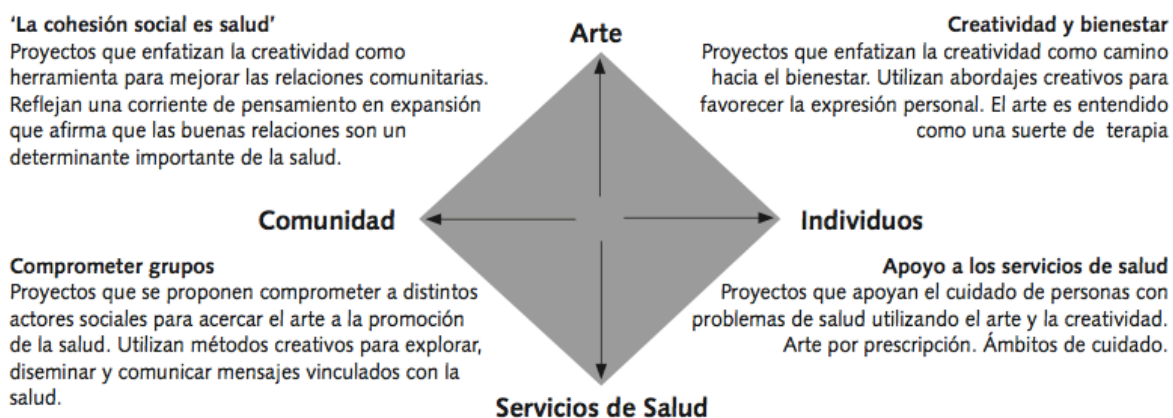 ‘La cohesión social es salud’
Proyectos que enfatizan la creatividad como
herramienta para mejorar las relaciones comunitarias.
Reflejan una corriente de pensamiento en expansión
que afirma que las buenas relaciones son un
determinante importante de la salud.
Arte
Creatividad y bienestar
Proyectos que enfatizan la creatividad como camino
hacia el bienestar. Utilizan abordajes creativos para
favorecer la expresión personal. El arte es entendido
como una suerte de terapia
Comunidad
Individuos
Comprometer grupos
Proyectos que se proponen comprometer a distintos
actores sociales para acercar el arte a la promoción
de la salud. Utilizan métodos creativos para explorar,
diseminar y comunicar mensajes vinculados con la
salud.
Apoyo a los servicios de salud
Proyectos que apoyan el cuidado de personas con
problemas de salud utilizando el arte y la creatividad.
Arte por prescripción. Ámbitos de cuidado.
Servicios de Salud